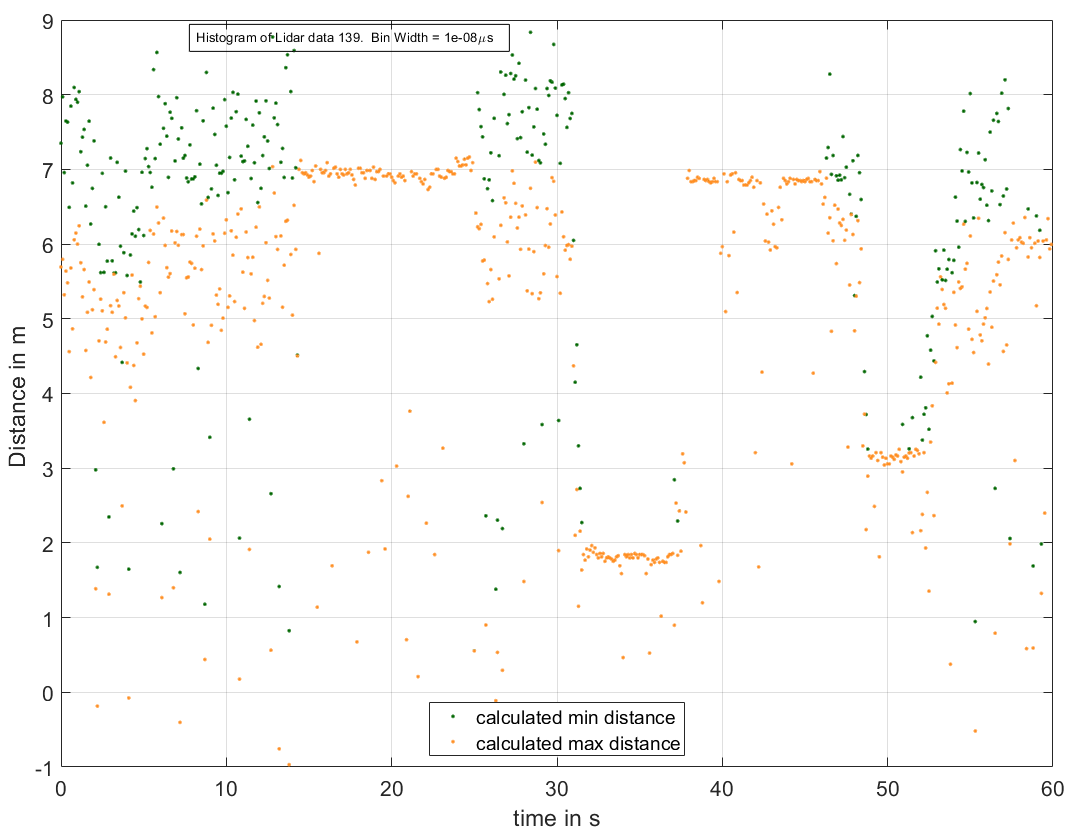 Histogram of Lidar data 139. Bin Width = 1e-08μs
9
8
7
6
5
4
3
2
1
0
-1
Distance in m
calculated min distance
calculated max distance
0 10 20 30 40 50 60
time in s